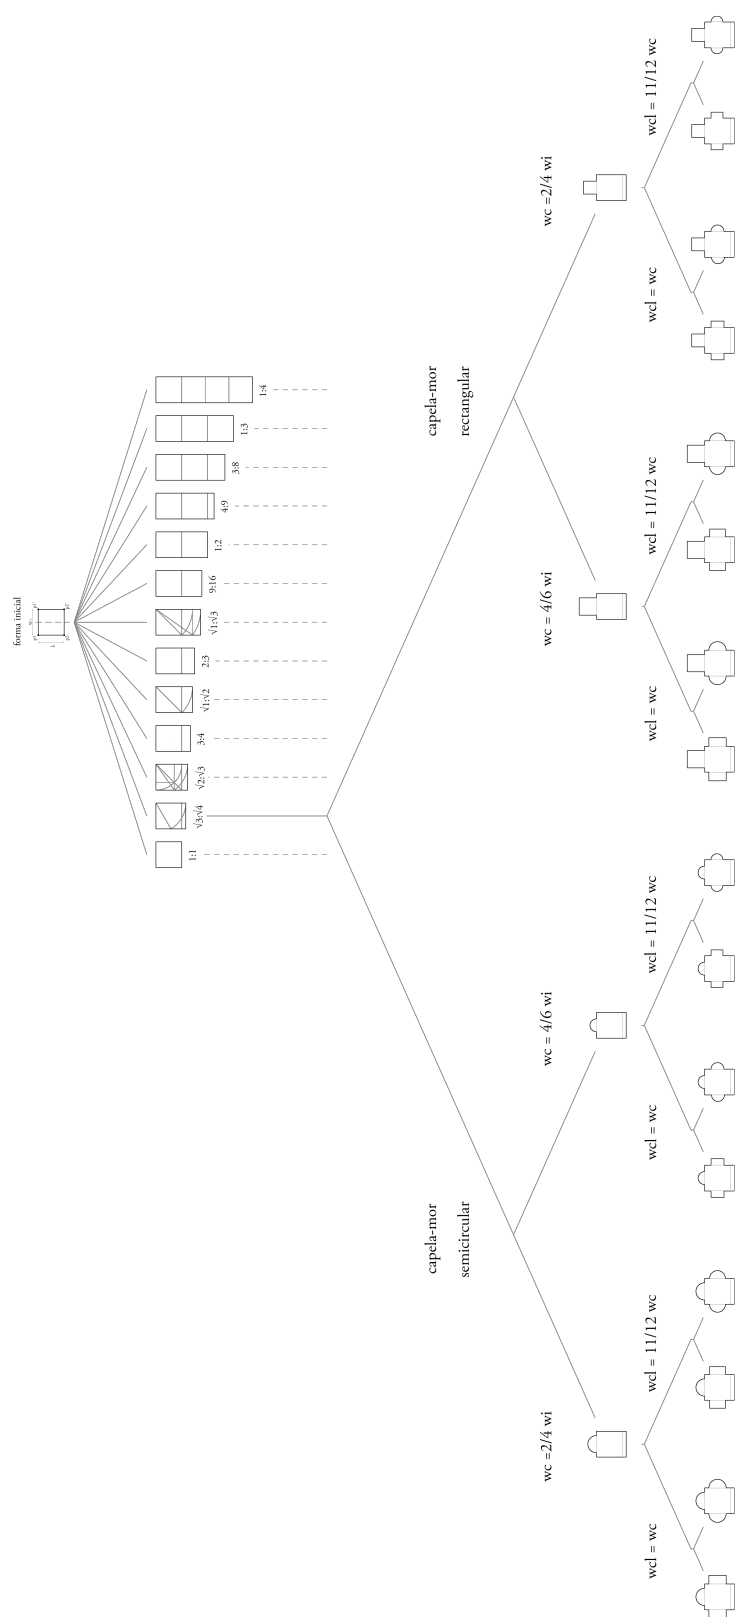 forma inicial
1:1
√3:√4
√2:√3
3:4
√1:√2
2:3
√1:√3
9:16
1:2
4:9
3:8
1:3
1:4
capela-mor
semicircular
capela-mor
rectangular
wc =2/4 wi
wc = 4/6 wi
wc = 4/6 wi
wc =2/4 wi
wcl = wc
wcl = 11/12 wc
wcl = wc
wcl = 11/12 wc
wcl = wc
wcl = 11/12 wc
wcl = wc
wcl = 11/12 wc